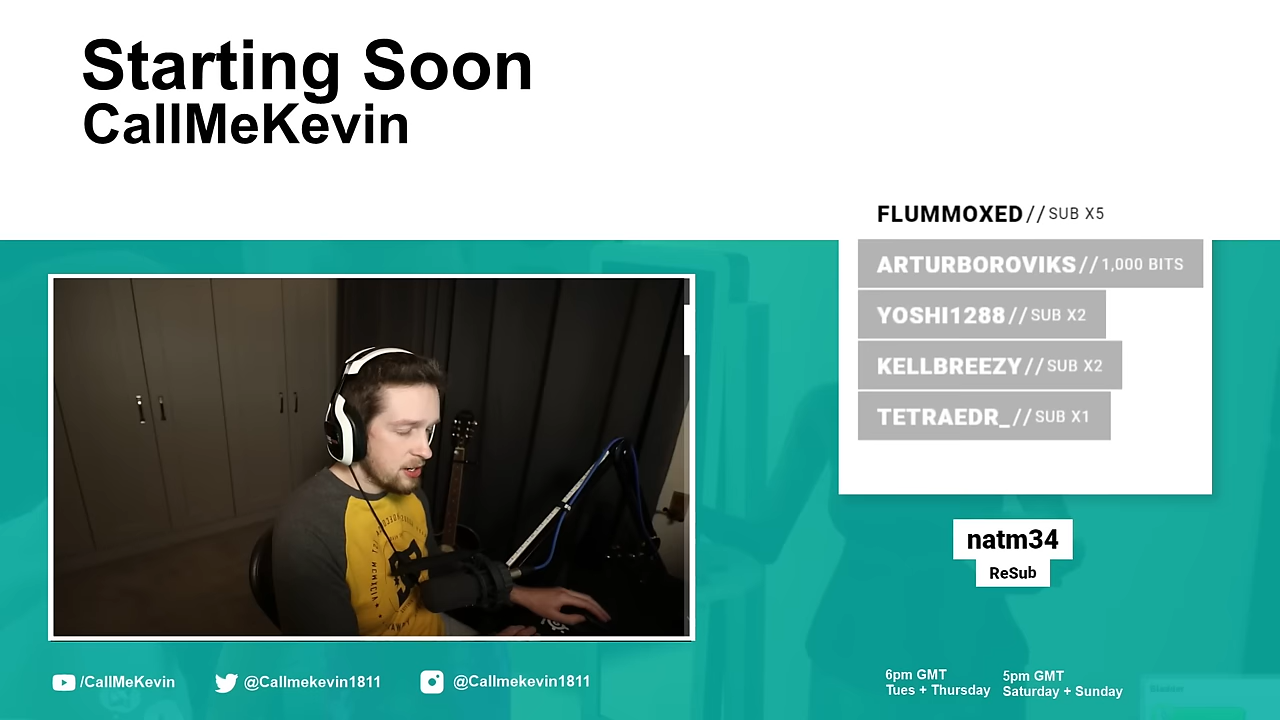 Starting Soon
CallMeKevin
FLUMMOXED // SUB X5
ARTURBOROVIKS // 1,000 BITS
YOSHI1288 // SUB X2
KELLBREEZY // SUB X2
TETRAEDR_ // SUB X1
natm34
ReSub
/CallMeKevin
@Callmekevin1811
@Callmekevin1811
6pm GMT
Tues + Thursday
5pm GMT
Saturday + Sunday